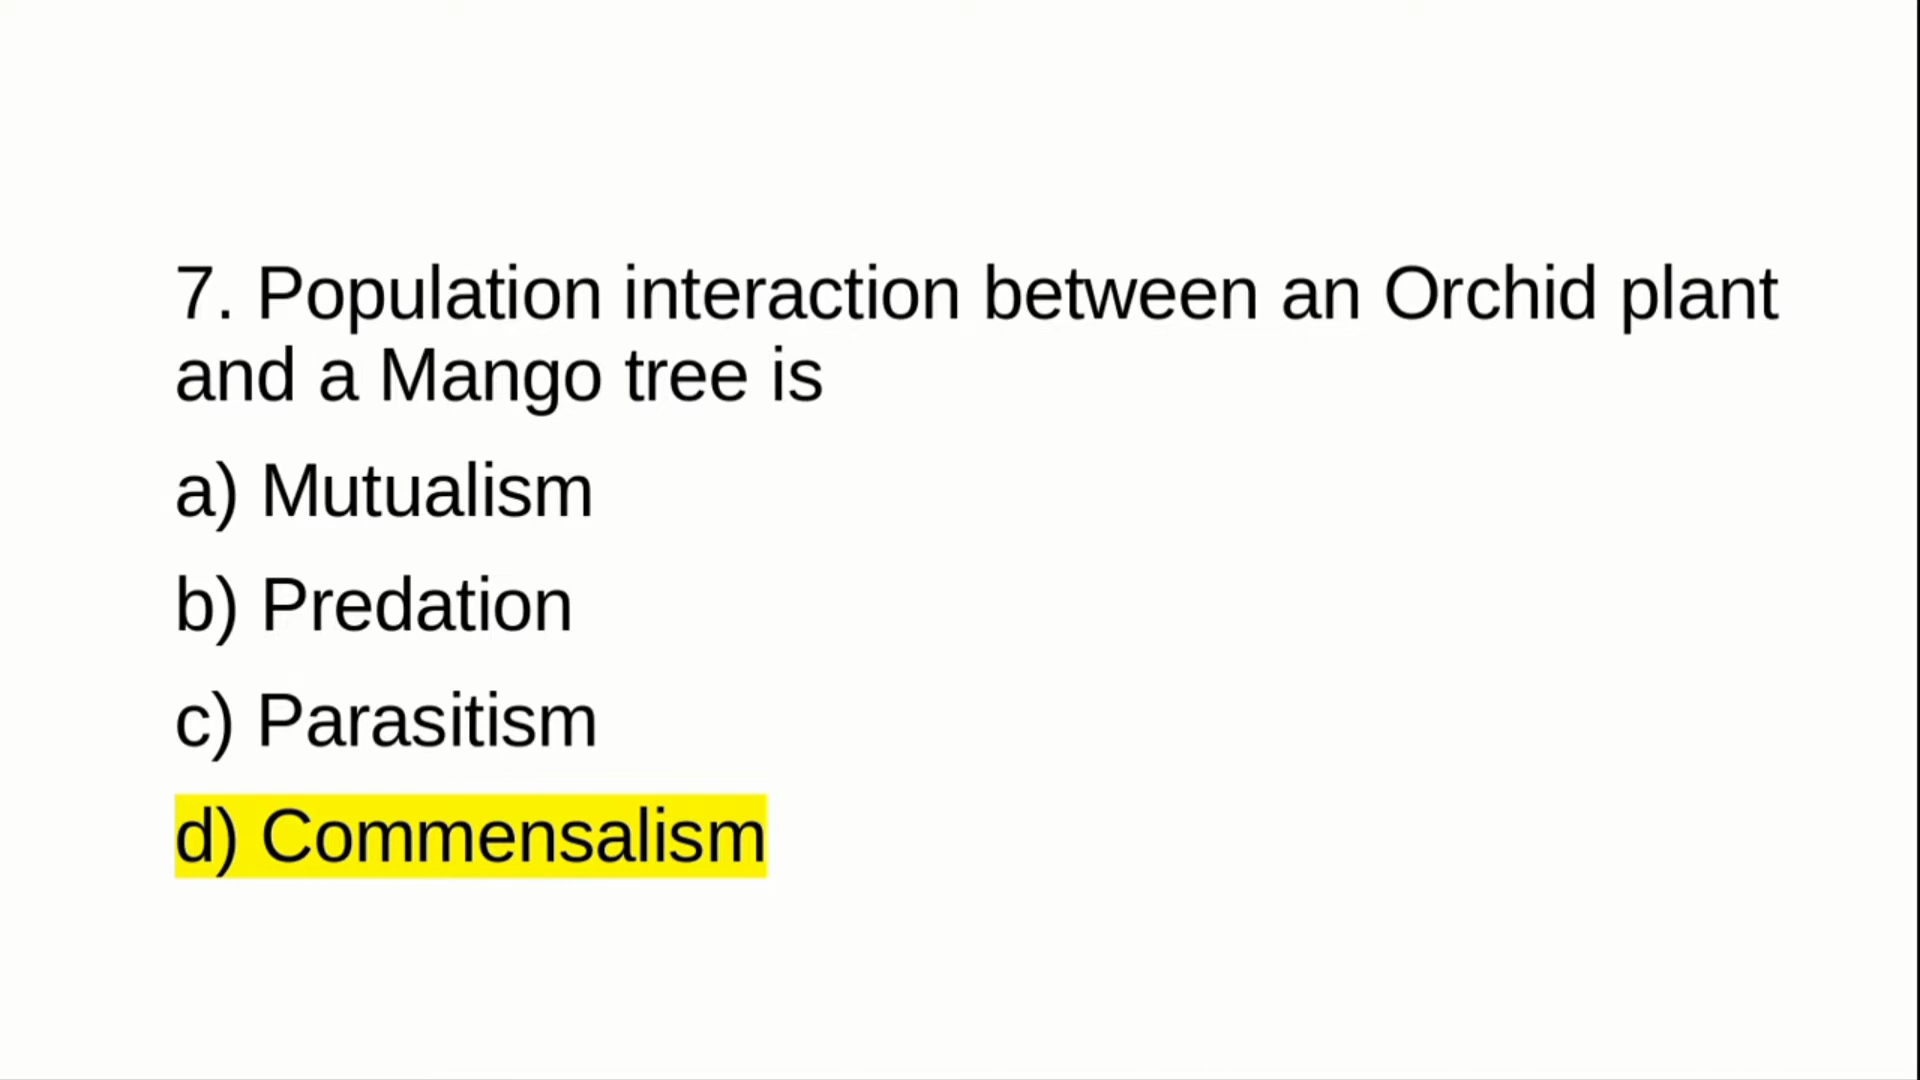 7. Population interaction between an Orchid plant
and a Mango tree is
a) Mutualism
b) Predation
c) Parasitism
d) Commensalism